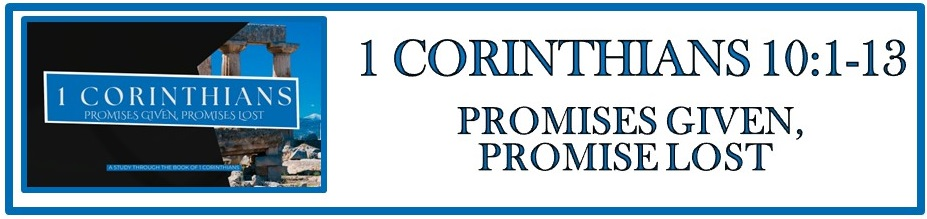 1 CORINTHIANS
PROMISES GIVEN, PROMISES LOST
A STUDY THROUGH THE BOOK OF 1 CORINTHIANS
1 CORINTHIANS 10:1-13
PROMISES GIVEN,
PROMISE LOST